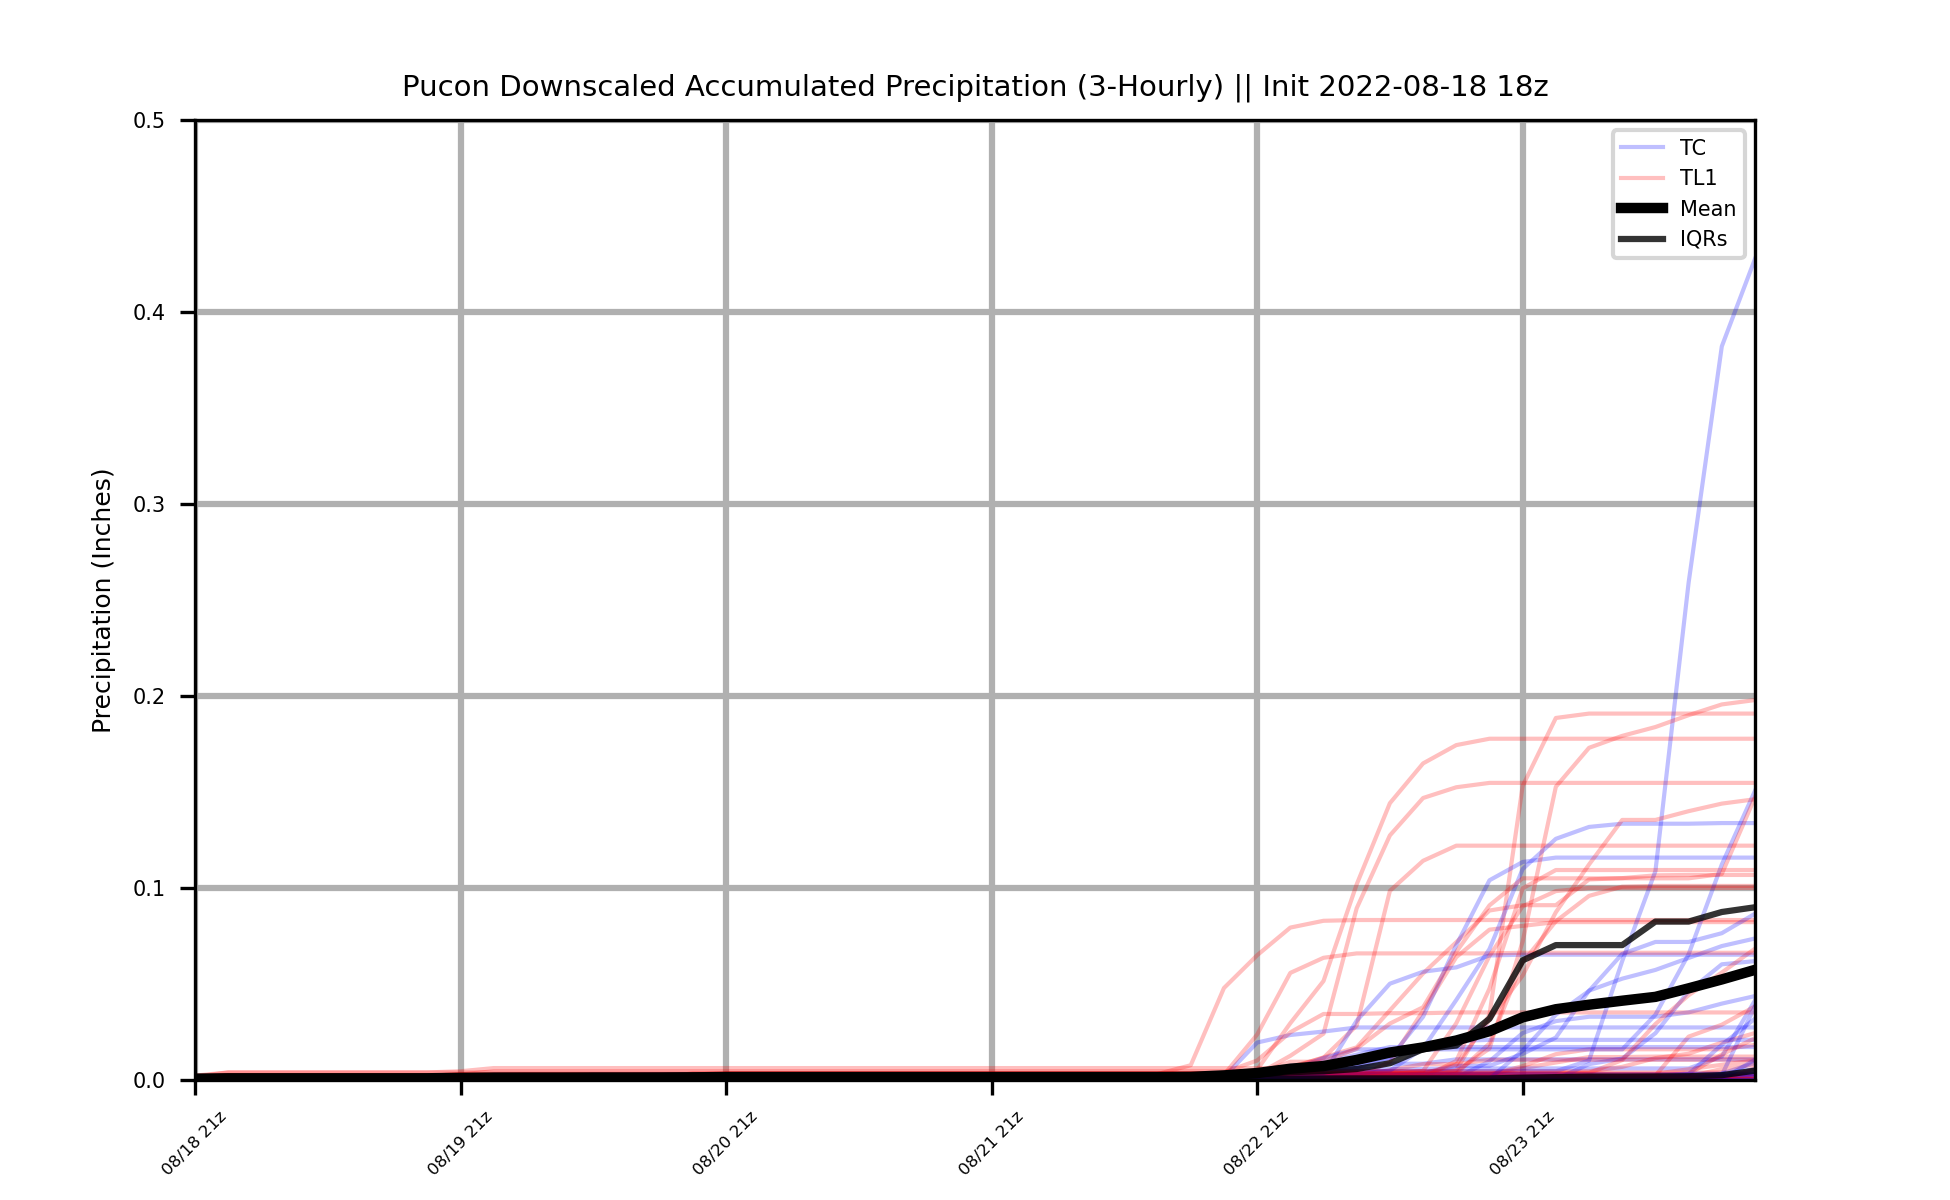 Pucon Downscaled Accumulated Precipitation (3-Hourly) || Init 2022-08-18 18z
TC
TL1
Mean
IQRs
Precipitation (Inches)
0.5
0.4
0.3
0.2
0.1
0.0
08/18 21z
08/19 21z
08/20 21z
08/21 21z
08/22 21z
08/23 21z